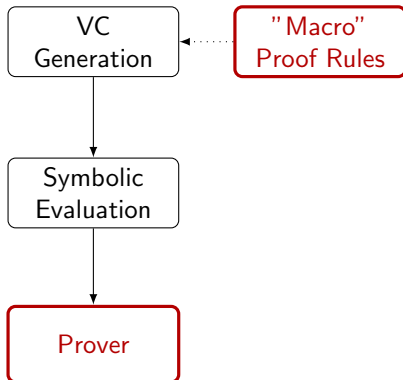 VC
Generation
"Macro"
Proof Rules
Symbolic
Evaluation
Prover